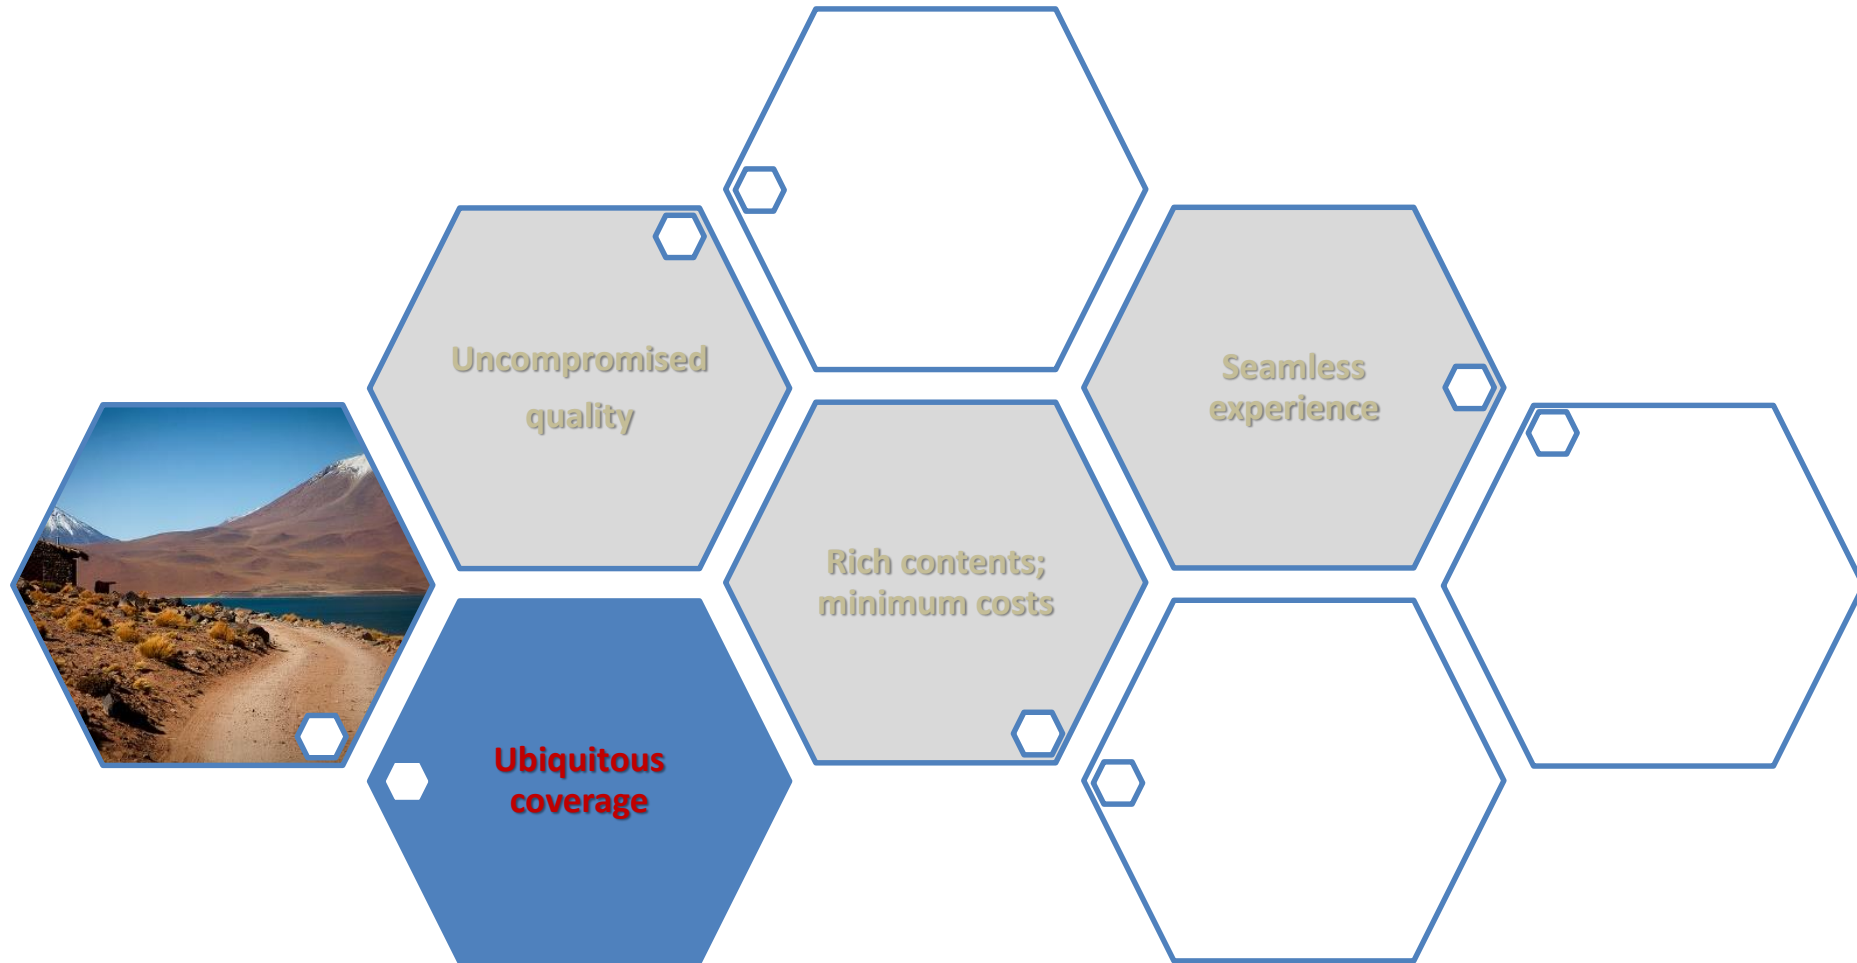 Uncompromised
quality
Seamless
experience
Rich contents;
minimum costs
Ubiquitous
coverage